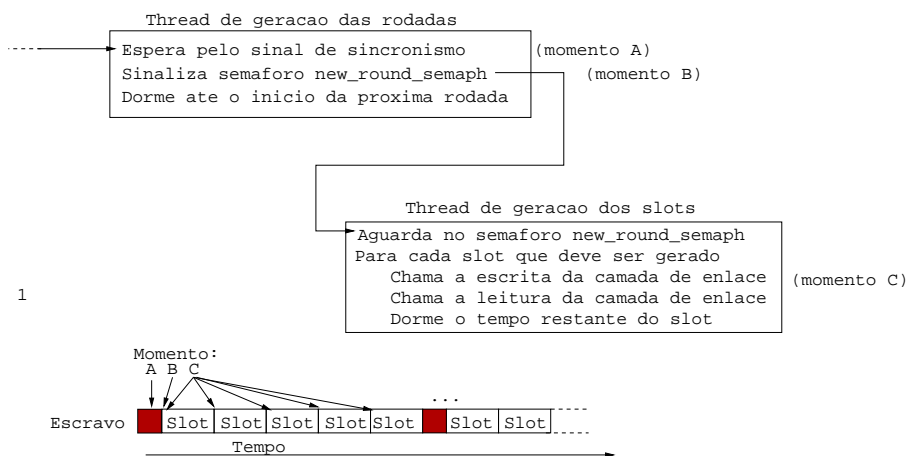 Thread de geracao das rodadas
Espera pelo sinal de sincronismo (momento A)
Sinaliza semaforo new_round_semaph (momento B)
Dorme ate o inicio da proxima rodada
Thread de geracao dos slots
Aguarda no semaforo new_round_semaph
Para cada slot que deve ser gerado
Chama a escrita da camada de enlace (momento C)
Chama a leitura da camada de enlace
Dorme o tempo restante do slot
1
Momento:
A B C
...
Escravo Slot Slot Slot Slot Slot Slot Slot
Tempo